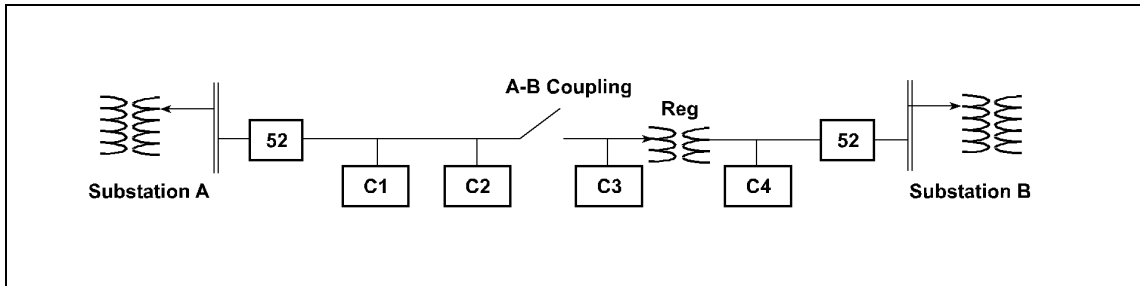 A-B Coupling
Reg
52
52
C1
C2
C3
C4
Substation A
Substation B